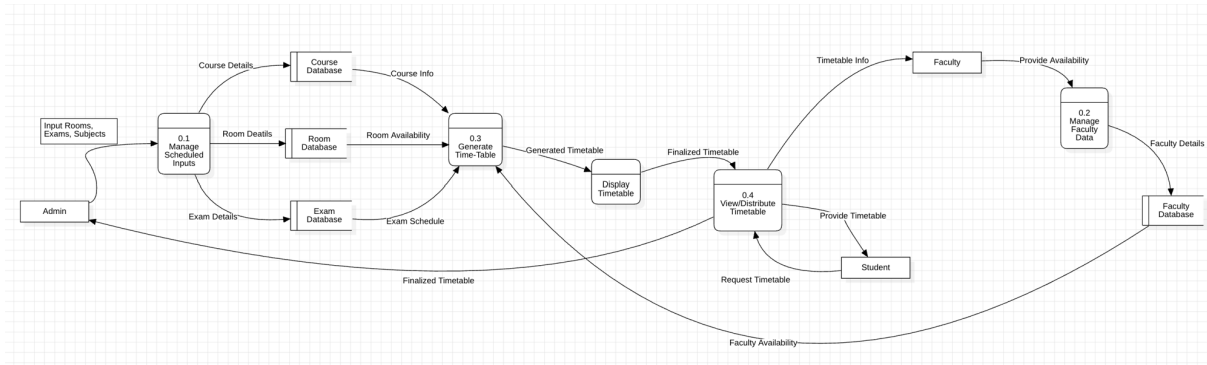 Course Details
Course
Database
Course Info
Timetable Info
Faculty
Provide Availability
Input Rooms,
Exams, Subjects
0.1
Manage
Scheduled
Inputs
Room Deatils
Room
Database
Room Availability
0.3
Generate
Time-Table
Generated Timetable
Display
Timetable
Finalized Timetable
0.4
View/Distribute
Timetable
0.2
Manage
Faculty
Data
Faculty Details
Faculty
Database
Admin
Exam Details
Exam
Database
Exam Schedule
Provide Timetable
Student
Request Timetable
Finalized Timetable
Faculty Availability